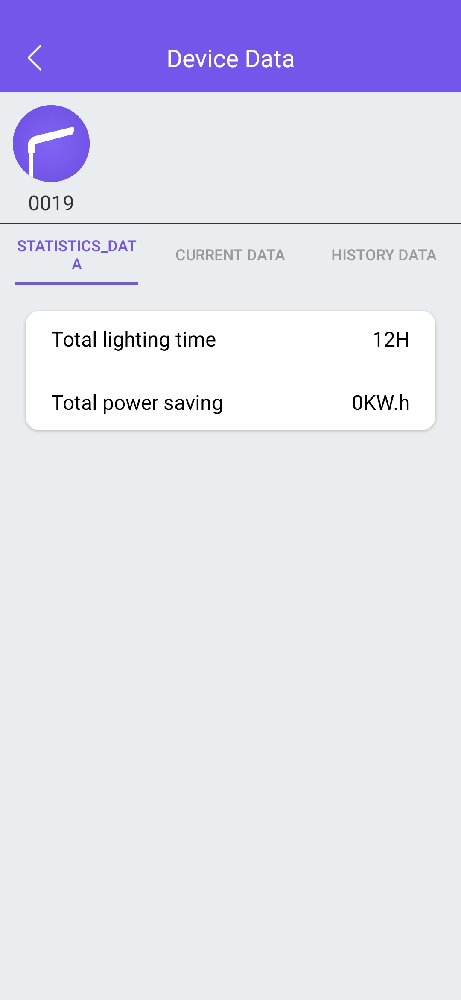 Device Data
0019
STATISTICS_DAT
A
CURRENT DATA
HISTORY DATA
Total lighting time 12H
Total power saving 0KW.h